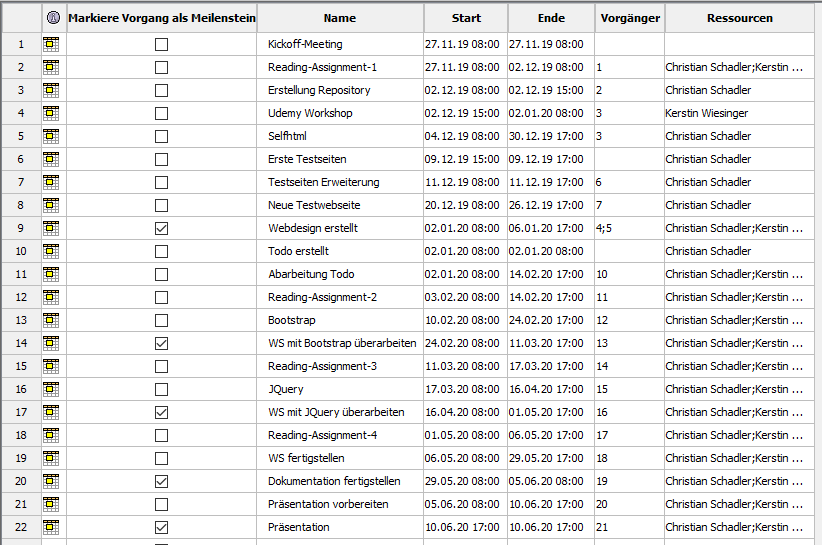 Markiere Vorgang als Meilenstein Name Start Ende Vorgänger Ressourcen
1 Kickoff-Meeting 27.11.19 08:00 27.11.19 08:00
2 Reading-Assignment-1 27.11.19 08:00 02.12.19 08:00 1 Christian Schadler;Kerstin ...
3 Erstellung Repository 02.12.19 08:00 02.12.19 15:00 2 Christian Schadler
4 Udemy Workshop 02.12.19 15:00 02.01.20 08:00 3 Kerstin Wiesinger
5 Selfhtml 04.12.19 08:00 30.12.19 17:00 3 Christian Schadler
6 Erste Testseiten 09.12.19 15:00 09.12.19 17:00 Christian Schadler
7 Testseiten Erweiterung 11.12.19 08:00 11.12.19 17:00 6 Christian Schadler
8 Neue Testwebseite 20.12.19 08:00 26.12.19 17:00 7 Christian Schadler
9 Webdesign erstellt 02.01.20 08:00 06.01.20 17:00 4;5 Christian Schadler;Kerstin ...
10 Todo erstellt 02.01.20 08:00 02.01.20 08:00 Christian Schadler
11 Abarbeitung Todo 02.01.20 08:00 14.02.20 17:00 10 Christian Schadler;Kerstin ...
12 Reading-Assignment-2 03.02.20 08:00 14.02.20 17:00 11 Christian Schadler;Kerstin ...
13 Bootstrap 10.02.20 08:00 24.02.20 17:00 12 Christian Schadler;Kerstin ...
14 WS mit Bootstrap überarbeiten 24.02.20 08:00 11.03.20 17:00 13 Christian Schadler;Kerstin ...
15 Reading-Assignment-3 11.03.20 08:00 17.03.20 17:00 14 Christian Schadler;Kerstin ...
16 JQuery 17.03.20 08:00 16.04.20 17:00 15 Christian Schadler;Kerstin ...
17 WS mit JQuery überarbeiten 16.04.20 08:00 01.05.20 17:00 16 Christian Schadler;Kerstin ...
18 Reading-Assignment-4 01.05.20 08:00 06.05.20 17:00 17 Christian Schadler;Kerstin ...
19 WS fertigstellen 06.05.20 08:00 29.05.20 17:00 18 Christian Schadler;Kerstin ...
20 Dokumentation fertigstellen 29.05.20 08:00 05.06.20 08:00 19 Christian Schadler;Kerstin ...
21 Präsentation vorbereiten 05.06.20 08:00 10.06.20 17:00 20 Christian Schadler;Kerstin ...
22 Präsentation 10.06.20 17:00 10.06.20 17:00 21 Christian Schadler;Kerstin ...